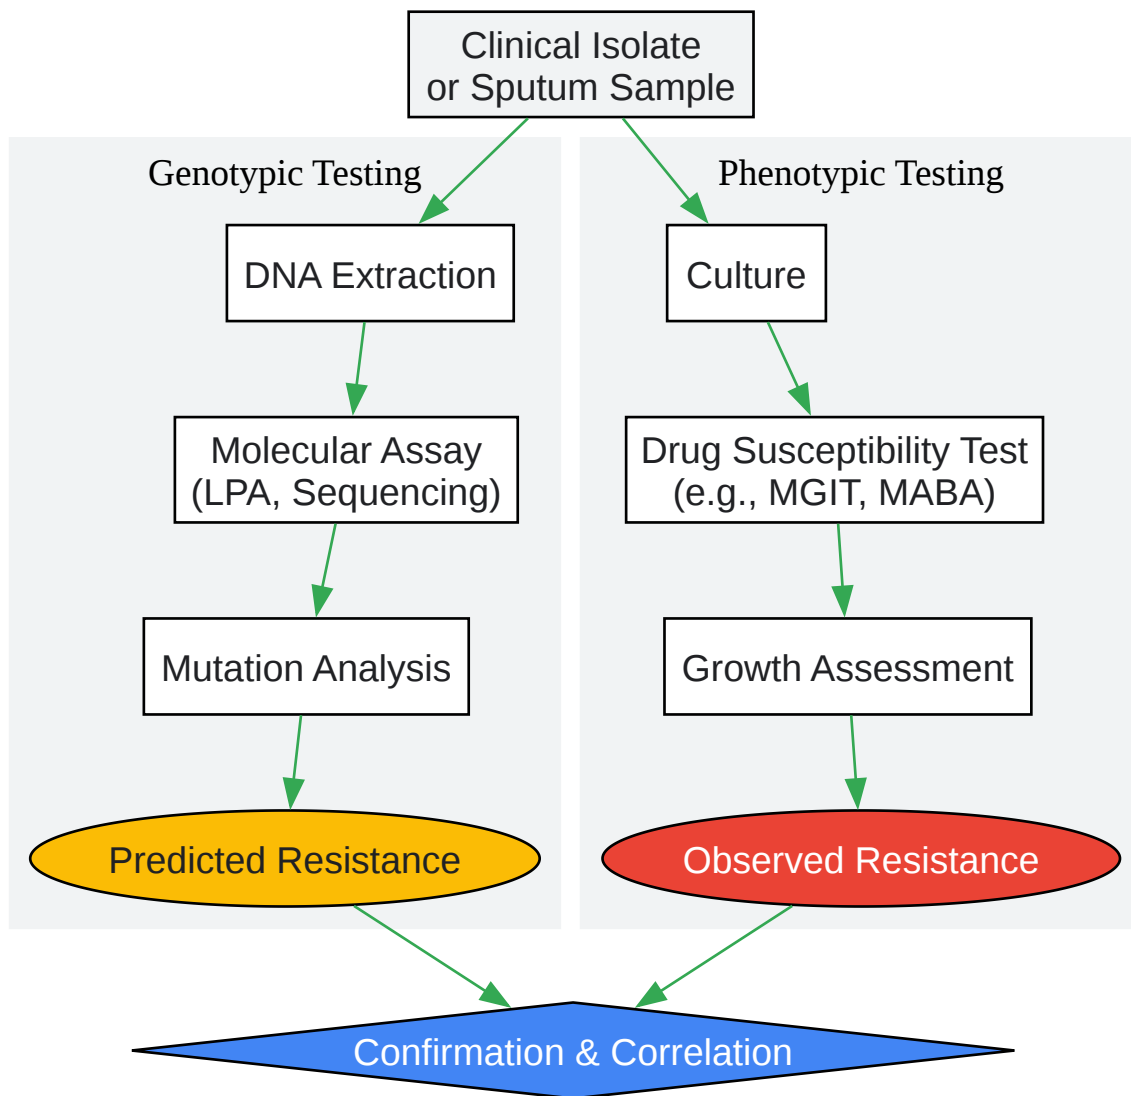 Clinical Isolate
or Sputum Sample
Genotypic Testing
DNA Extraction
Molecular Assay
(LPA, Sequencing)
Mutation Analysis
Predicted Resistance
Phenotypic Testing
Culture
Drug Susceptibility Test
(e.g., MGIT, MABA)
Growth Assessment
Observed Resistance
Confirmation & Correlation